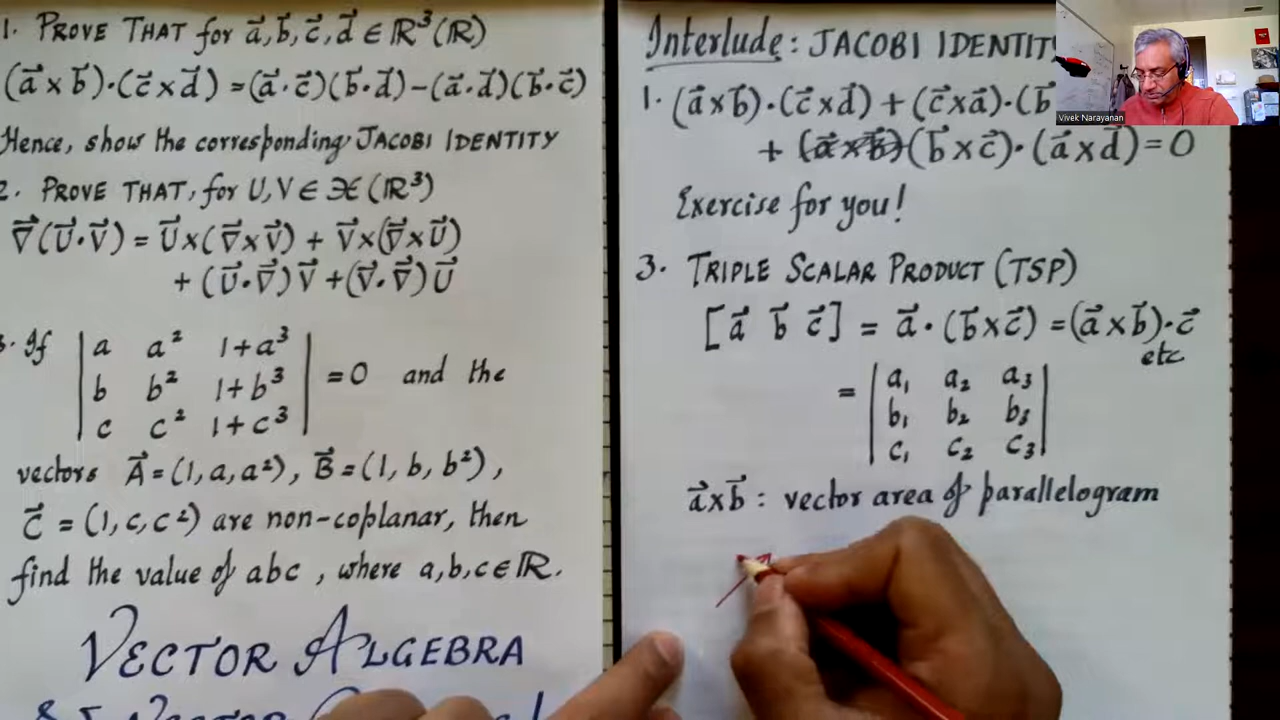 1. PROVE THAT for a⃗, b⃗, c⃗, d⃗ ∈ ℝ³(ℝ)
(a⃗ × b⃗)·(c⃗ × d⃗) = (a⃗·c⃗)(b⃗·d⃗) − (a⃗·d⃗)(b⃗·c⃗)
Hence, show the corresponding JACOBI IDENTITY
2. PROVE THAT, for U, V ∈ 𝔛(ℝ³)
∇⃗(U⃗·V⃗) = U⃗×(∇⃗×V⃗) + V⃗×(∇⃗×U⃗)
+ (U⃗·∇⃗)V⃗ + (V⃗·∇⃗)U⃗
3. If | a a² 1+a³ |
| b b² 1+b³ | = 0 and the
| c c² 1+c³ |
vectors A⃗ = (1, a, a²), B⃗ = (1, b, b²),
C⃗ = (1, c, c²) are non-coplanar, then
find the value of abc, where a, b, c ∈ ℝ.
VECTOR ALGEBRA
Interlude: JACOBI IDENTITY
1. (a⃗×b⃗)·(c⃗×d⃗) + (c⃗×a⃗)·(b⃗
+ (a⃗×b⃗) (b⃗×c⃗)·(a⃗×d⃗) = 0
Exercise for you!
3. TRIPLE SCALAR PRODUCT (TSP)
[a⃗ b⃗ c⃗] = a⃗·(b⃗×c⃗) = (a⃗×b⃗)·c⃗
etc
= | a₁ a₂ a₃ |
| b₁ b₂ b₃ |
| c₁ c₂ c₃ |
a⃗×b⃗ : vector area of parallelogram
Vivek Narayanan